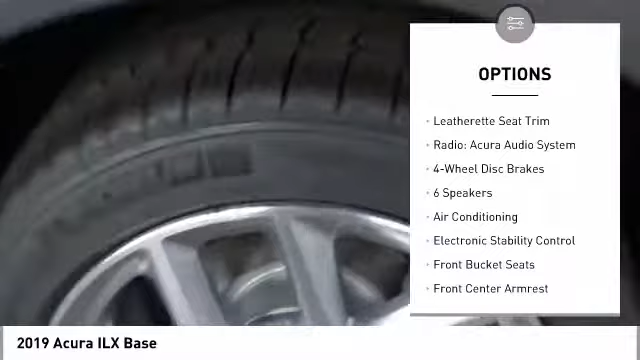 OPTIONS
Leatherette Seat Trim
Radio: Acura Audio System
4-Wheel Disc Brakes
6 Speakers
Air Conditioning
Electronic Stability Control
Front Bucket Seats
Front Center Armrest
2019 Acura ILX Base